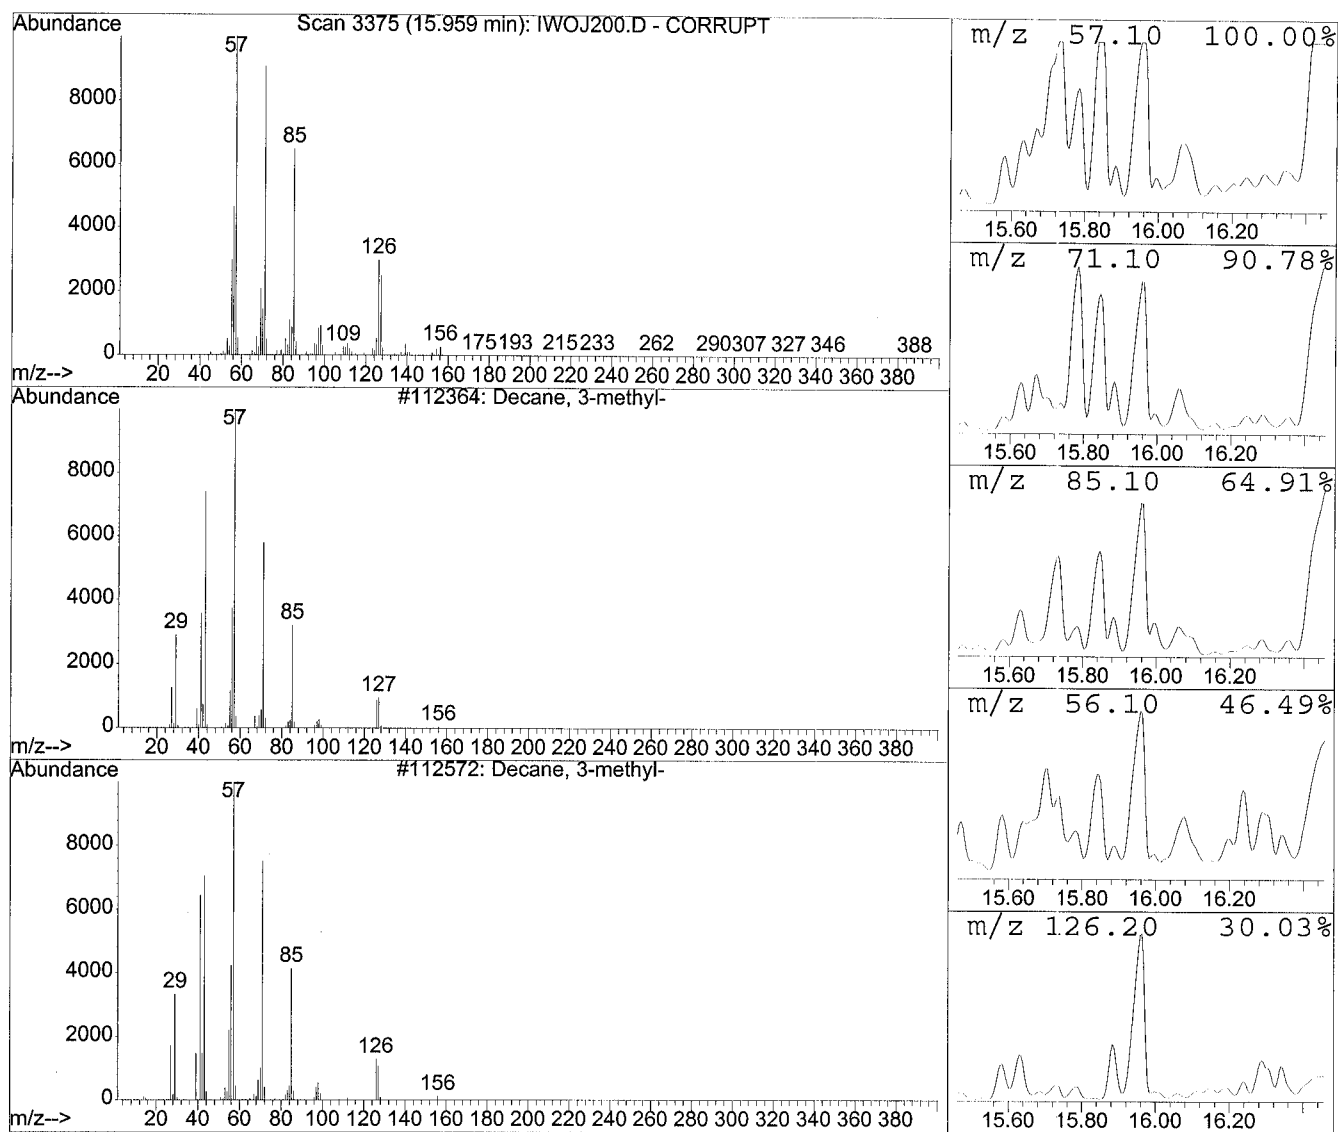 Abundance
Scan 3375 (15.959 min): IWOJ200.D - CORRUPT
57
8000
85
6000
4000
126
2000
109
156
175 193 215 233 262 290 307 327 346 388
0
m/z--> 20 40 60 80 100 120 140 160 180 200 220 240 260 280 300 320 340 360 380
Abundance
#112364: Decane, 3-methyl-
57
8000
6000
4000
29
85
2000
127
156
0
m/z--> 20 40 60 80 100 120 140 160 180 200 220 240 260 280 300 320 340 360 380
Abundance
#112572: Decane, 3-methyl-
57
8000
6000
4000
85
29
2000
126
156
0
m/z--> 20 40 60 80 100 120 140 160 180 200 220 240 260 280 300 320 340 360 380
m/z 57.10 100.00%
15.60 15.80 16.00 16.20
m/z 71.10 90.78%
15.60 15.80 16.00 16.20
m/z 85.10 64.91%
15.60 15.80 16.00 16.20
m/z 56.10 46.49%
15.60 15.80 16.00 16.20
m/z 126.20 30.03%
15.60 15.80 16.00 16.20